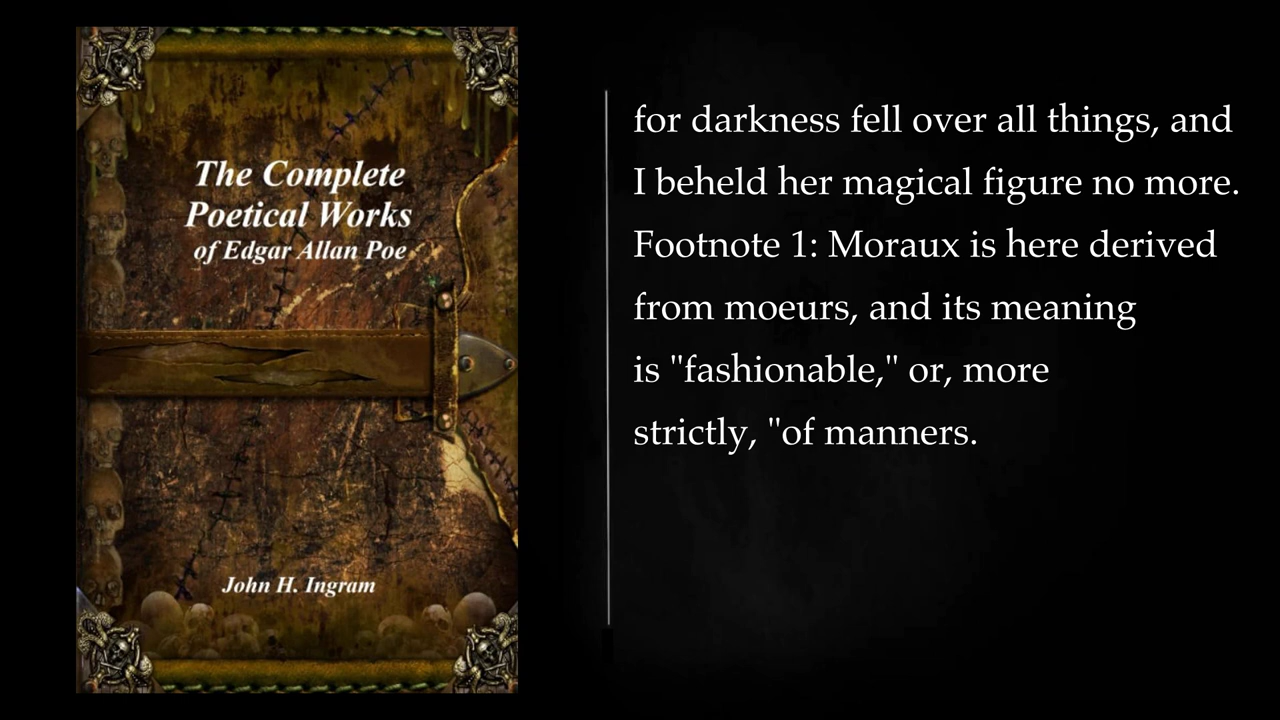 The Complete
Poetical Works
of Edgar Allan Poe
John H. Ingram
for darkness fell over all things, and
I beheld her magical figure no more.
Footnote 1: Moraux is here derived
from moeurs, and its meaning
is "fashionable," or, more
strictly, "of manners.